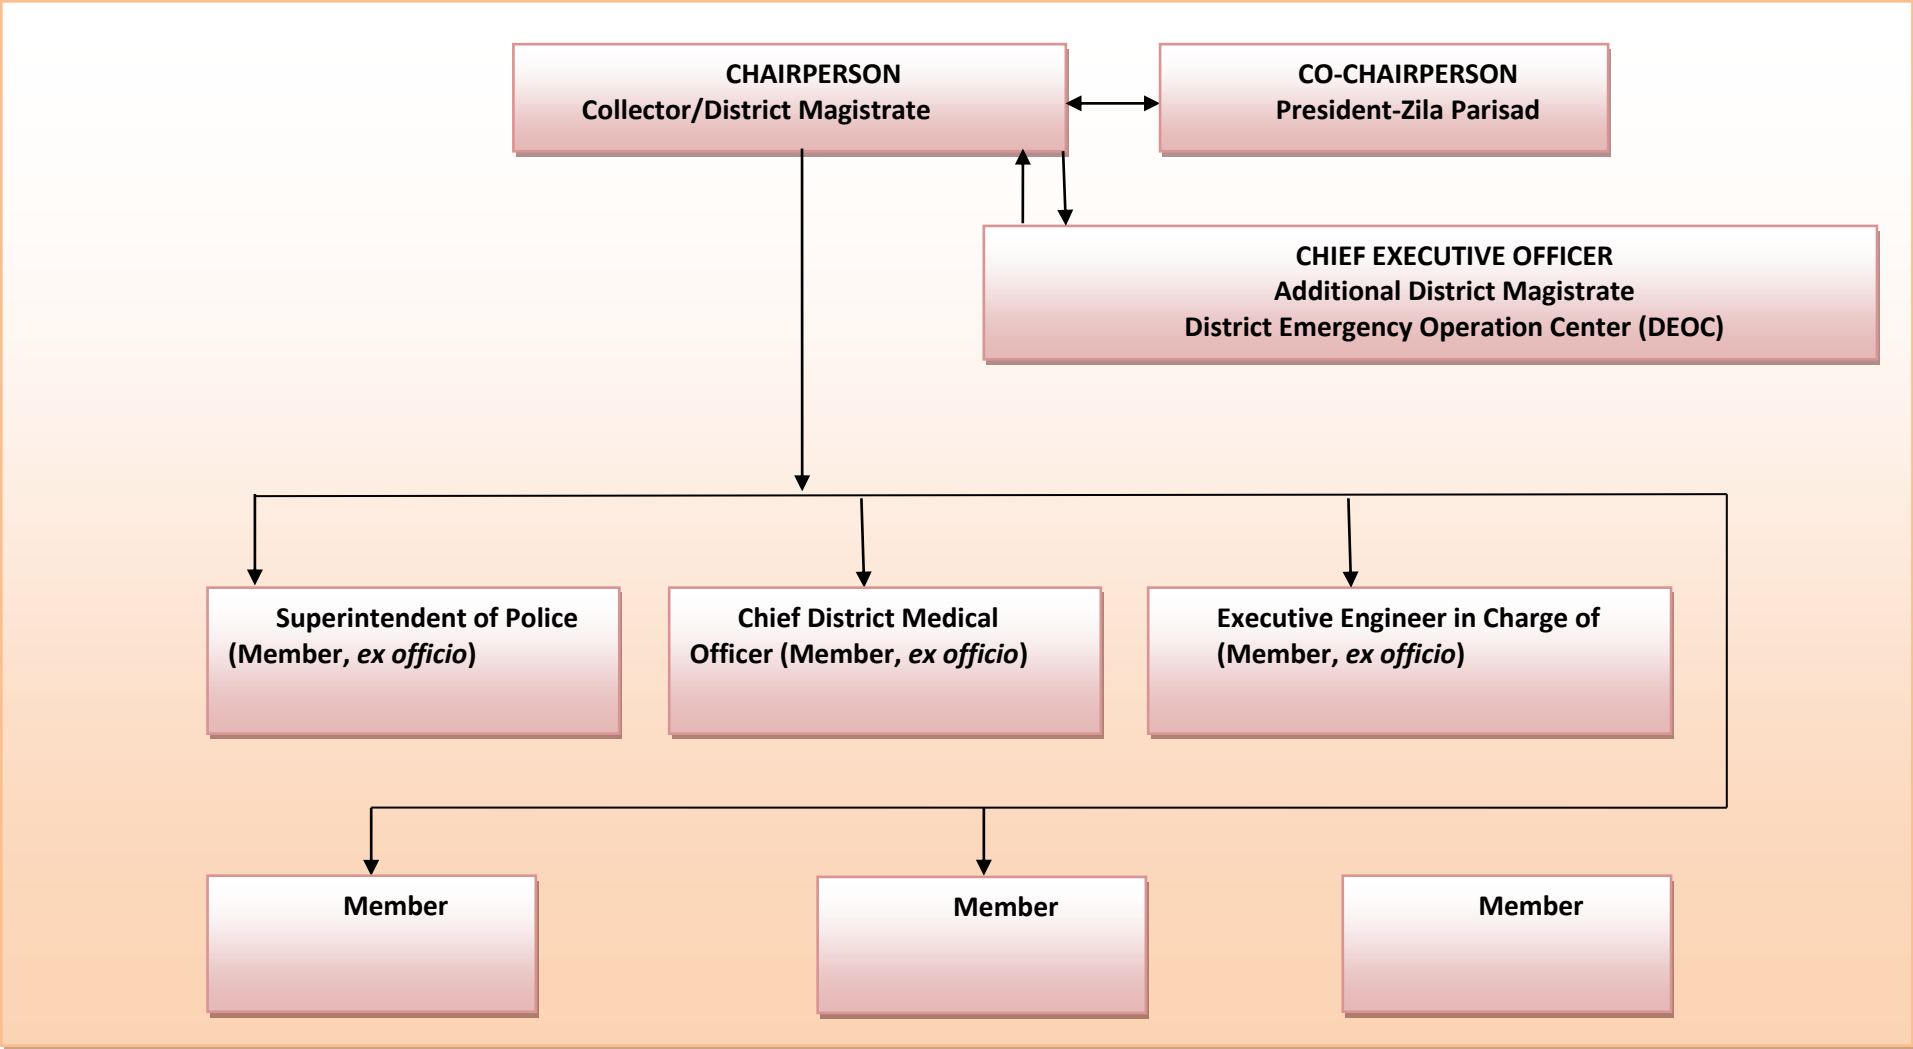 CHAIRPERSON
Collector/District Magistrate
CO-CHAIRPERSON
President-Zila Parisad
CHIEF EXECUTIVE OFFICER
Additional District Magistrate
District Emergency Operation Center (DEOC)
Superintendent of Police
(Member, ex officio)
Chief District Medical
Officer (Member, ex officio)
Executive Engineer in Charge of
(Member, ex officio)
Member
Member
Member